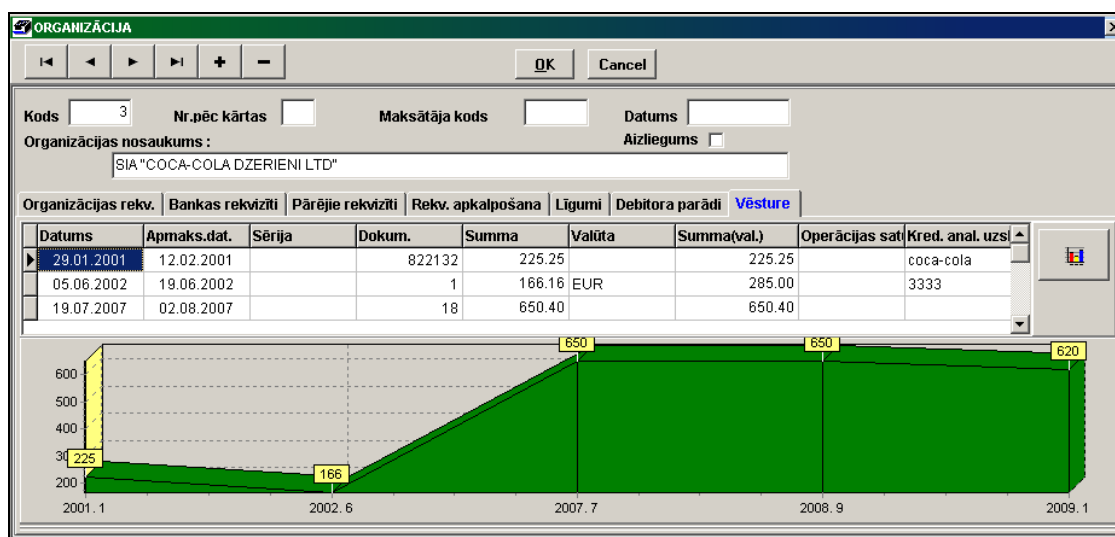 ORGANIZĀCIJA
OK Cancel
Kods 3 Nr.pēc kārtas Maksātāja kods Datums
Organizācijas nosaukums : Aizliegums
SIA "COCA-COLA DZERIENI LTD"
Organizācijas rekv. Bankas rekvizīti Pārējie rekvizīti Rekv. apkalpošana Līgumi Debitora parādi Vēsture
Datums Apmaks.dat. Sērija Dokum. Summa Valūta Summa(val.) Operācijas satu Kred. anal. uzsk
29.01.2001 12.02.2001 822132 225.25 225.25 coca-cola
05.06.2002 19.06.2002 1 166.16 EUR 285.00 3333
19.07.2007 02.08.2007 18 650.40 650.40
650 650 620
600
500
400
225
166
200
2001. 1 2002. 6 2007. 7 2008. 9 2009. 1